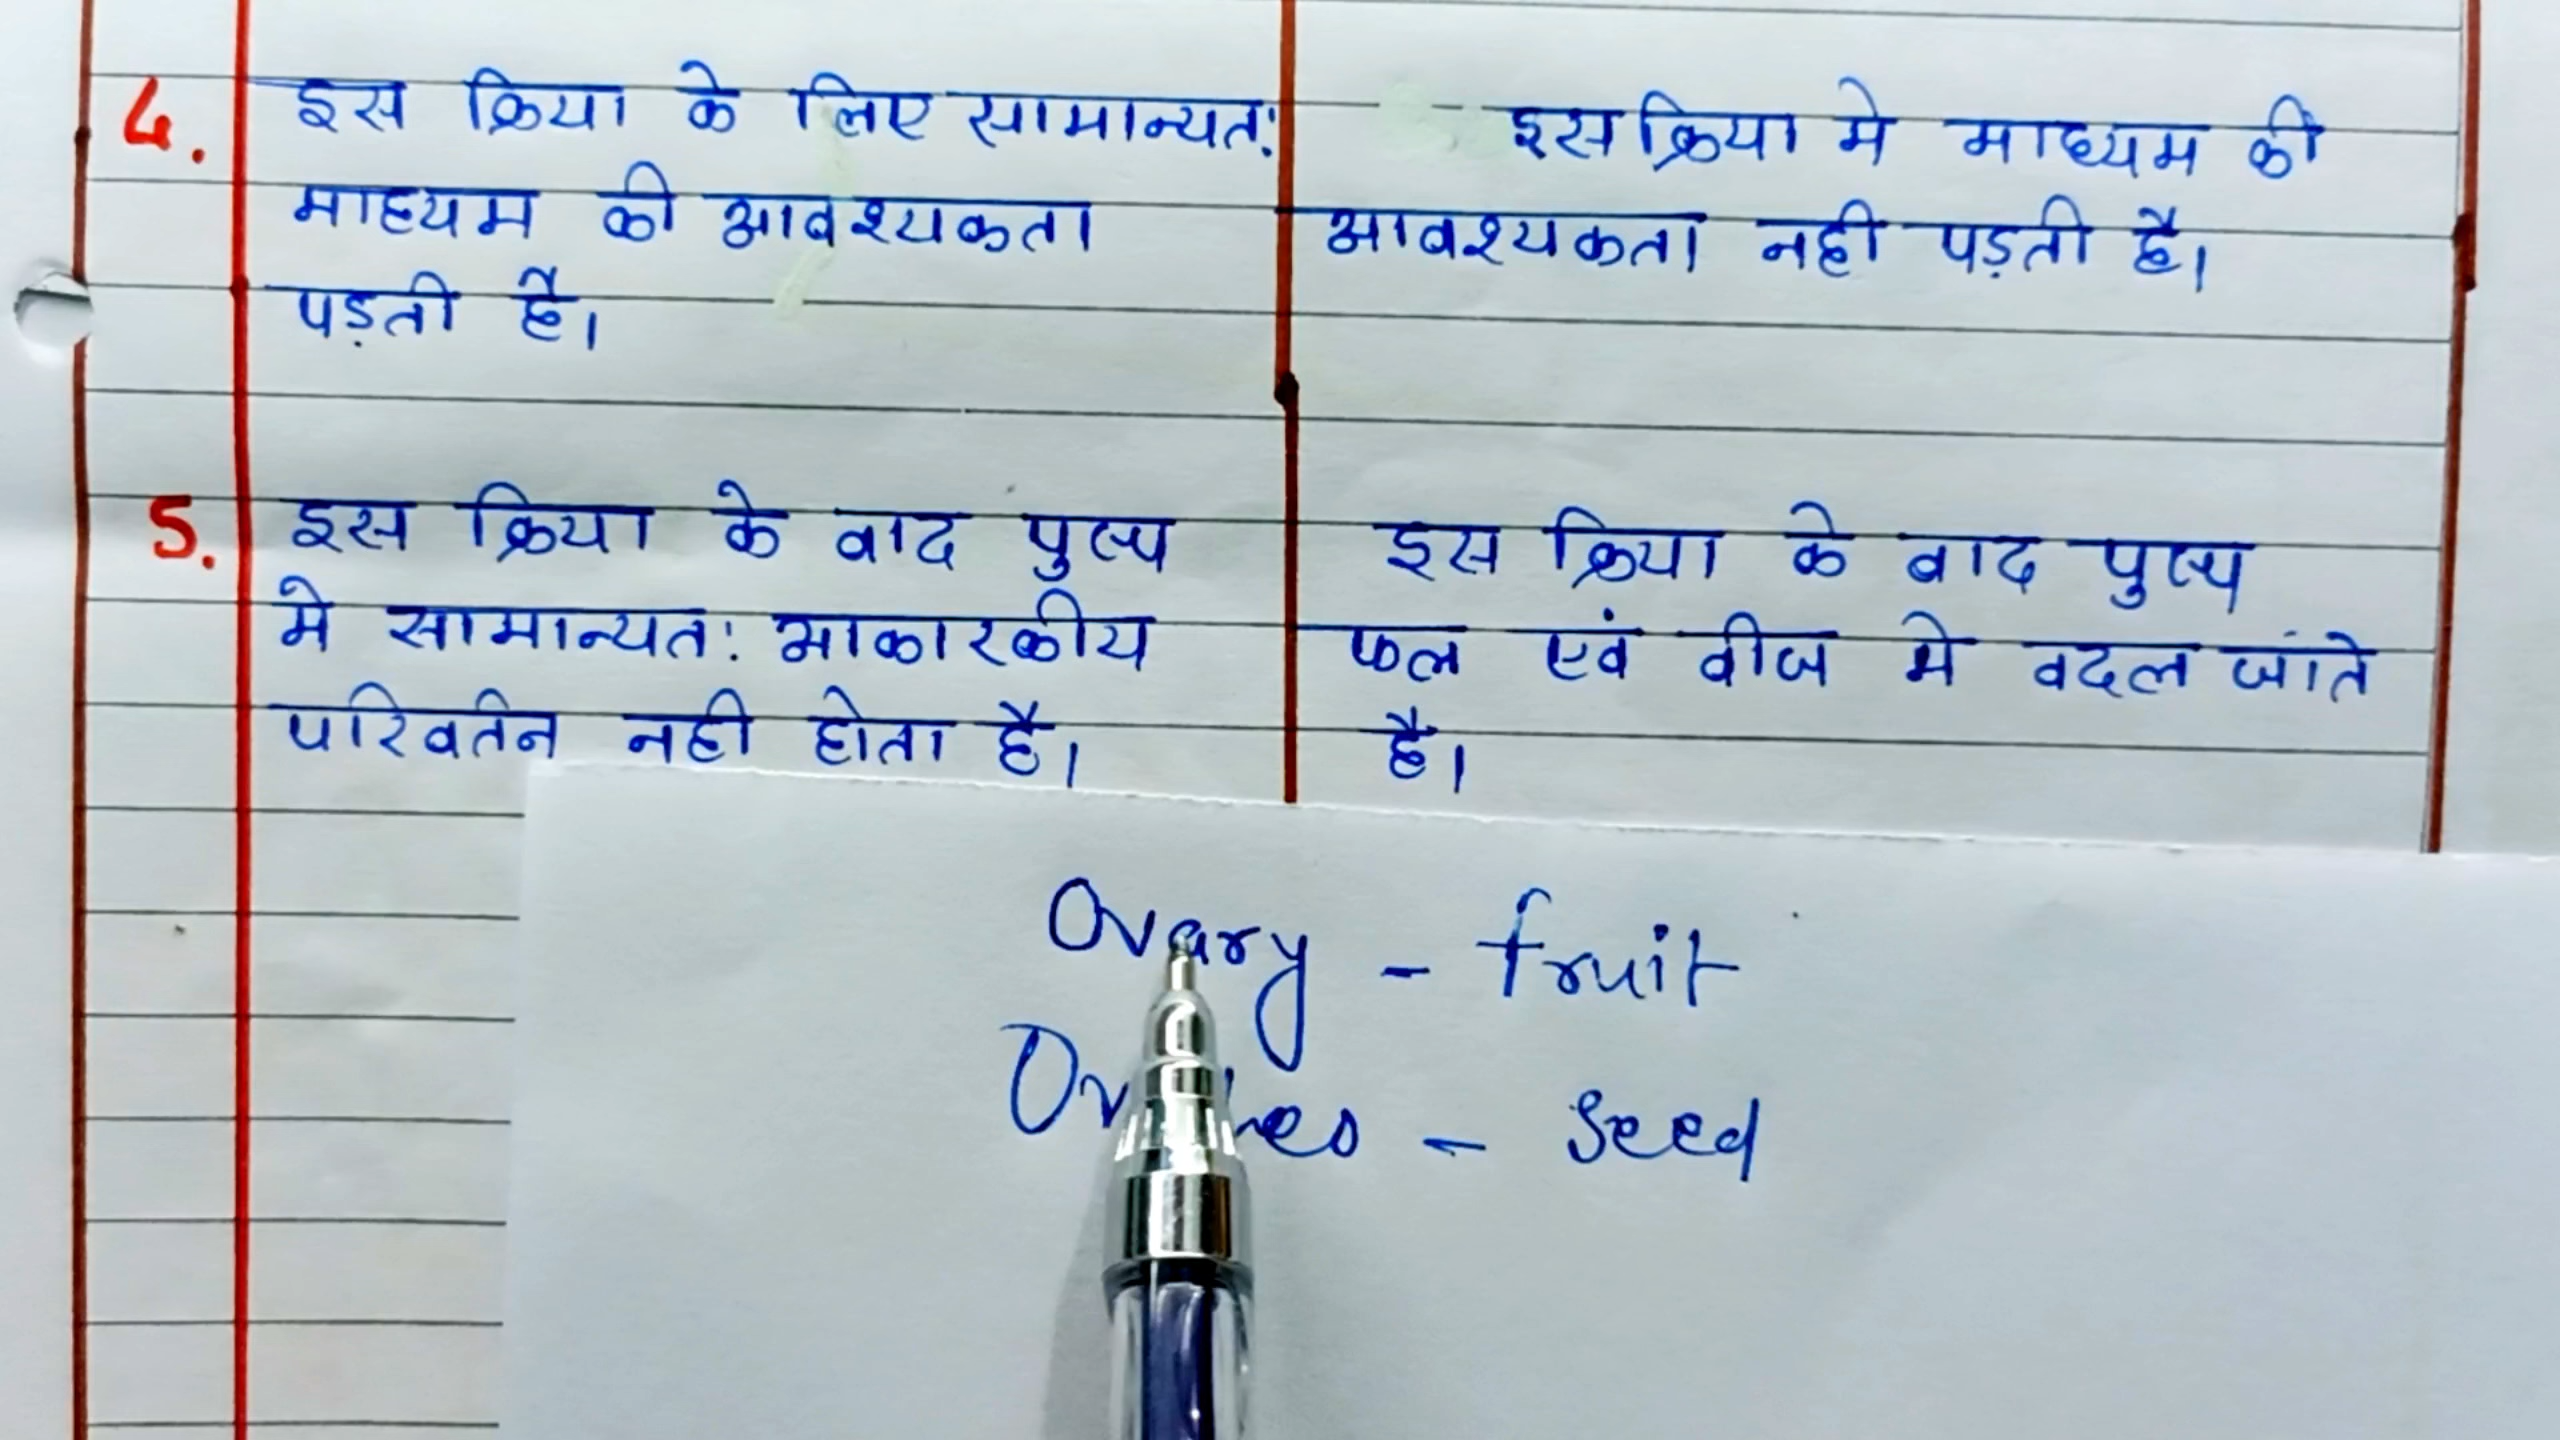 4. इस क्रिया के लिए सामान्यत:
माध्यम की आवश्यकता
पड़ती है।
इस क्रिया मे माध्यम की
आवश्यकता नही पड़ती है।
5. इस क्रिया के वाद पुष्प
मे सामान्यत: आकारकीय
परिवर्तन नही होता है।
इस क्रिया के वाद पुष्प
फल एवं वीज मे वदल जाते
है।
Ovary - fruit
- Seed